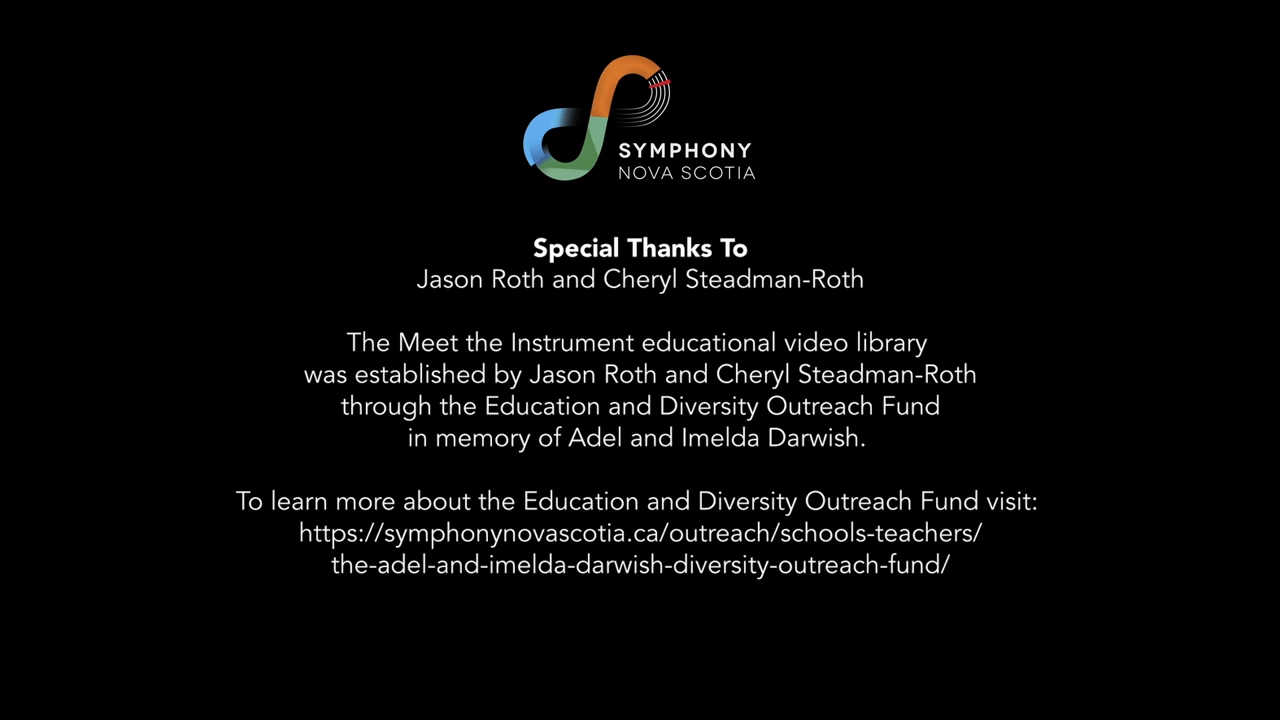 SYMPHONY
NOVA SCOTIA
Special Thanks To
Jason Roth and Cheryl Steadman-Roth
The Meet the Instrument educational video library
was established by Jason Roth and Cheryl Steadman-Roth
through the Education and Diversity Outreach Fund
in memory of Adel and Imelda Darwish.
To learn more about the Education and Diversity Outreach Fund visit:
https://symphonynovascotia.ca/outreach/schools-teachers/
the-adel-and-imelda-darwish-diversity-outreach-fund/